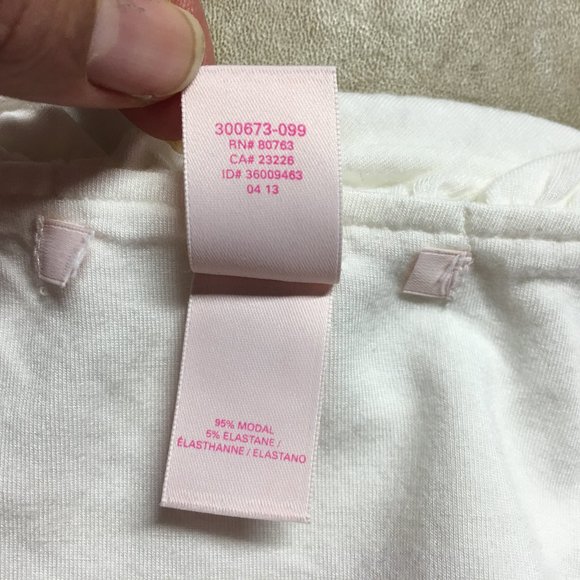 300673-099
RN# 80763
CA# 23226
ID# 36009463
04 13
95% MODAL
5% ELASTANE /
ÉLASTHANNE / ELASTANO